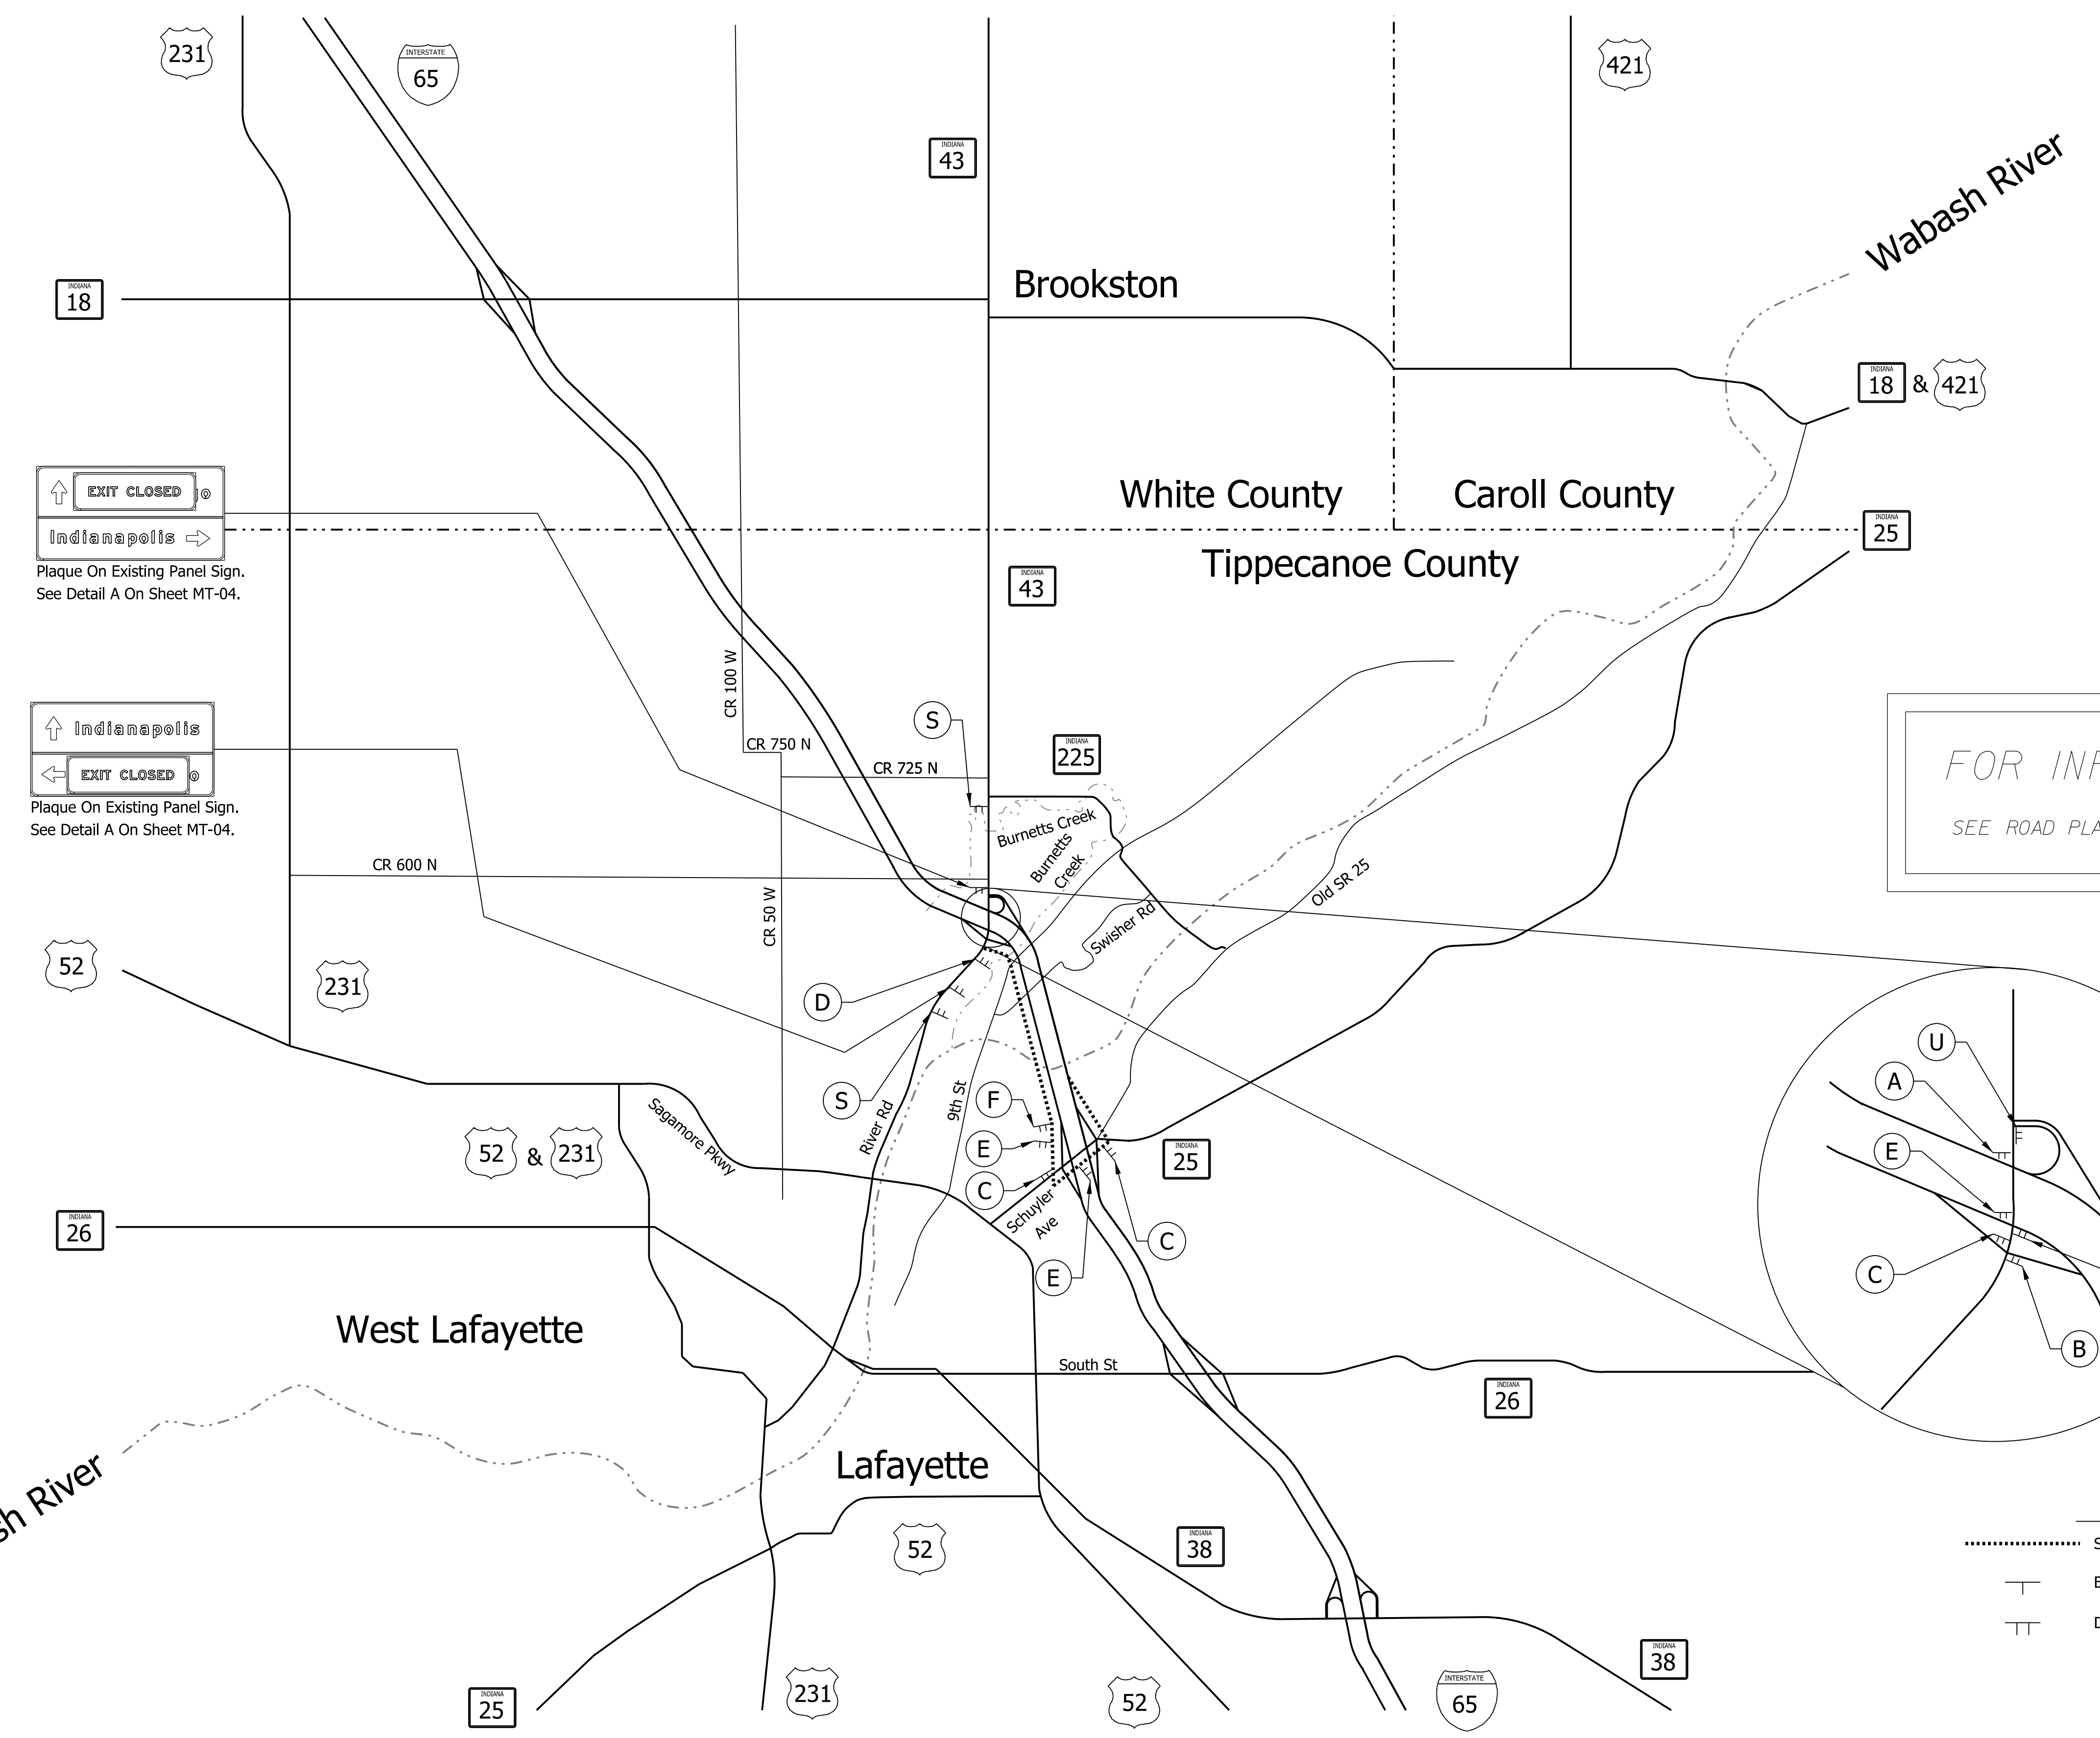 231
INTERSTATE
65
421
INDIANA
43
Wabash River
INDIANA
18
Brookston
INDIANA
18
&
421
EXIT CLOSED
Indianapolis
Plaque On Existing Panel Sign.
See Detail A On Sheet MT-04.
White County
Caroll County
INDIANA
25
Tippecanoe County
INDIANA
43
CR 100 W
S
Indianapolis
EXIT CLOSED
Plaque On Existing Panel Sign.
See Detail A On Sheet MT-04.
CR 750 N
CR 725 N
INDIANA
225
FOR
SEE ROAD
Burnetts Creek
Burnetts
Creek
CR 600 N
CR 50 W
Swisher Rd
Old SR 25
52
231
D
S
9th St
F
E
C
River Rd
Sagamore Pkwy
52
&
231
INDIANA
25
Schuyler
Ave
C
E
U
A
E
C
B
INDIANA
26
West Lafayette
South St
INDIANA
26
Lafayette
River
52
INDIANA
38
INDIANA
38
INDIANA
25
231
52
INTERSTATE
65